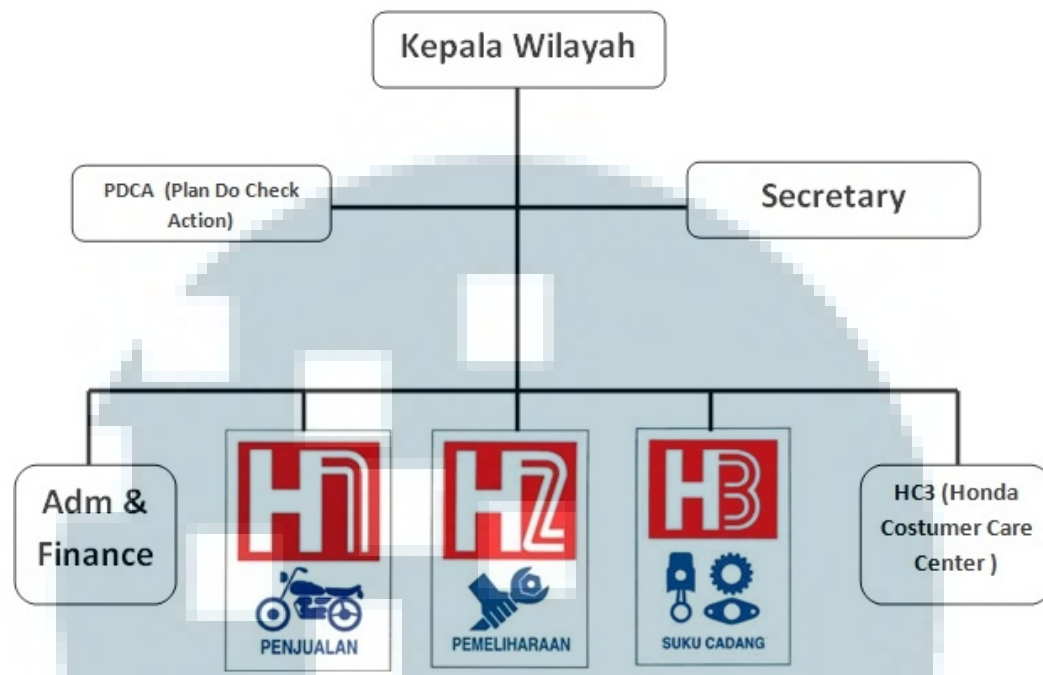 Kepala Wilayah
PDCA (Plan Do Check
Action)
Secretary
Adm &
Finance
H1
PENJUALAN
H2
PEMELIHARAAN
H3
SUKU CADANG
HC3 (Honda
Costumer Care
Center )